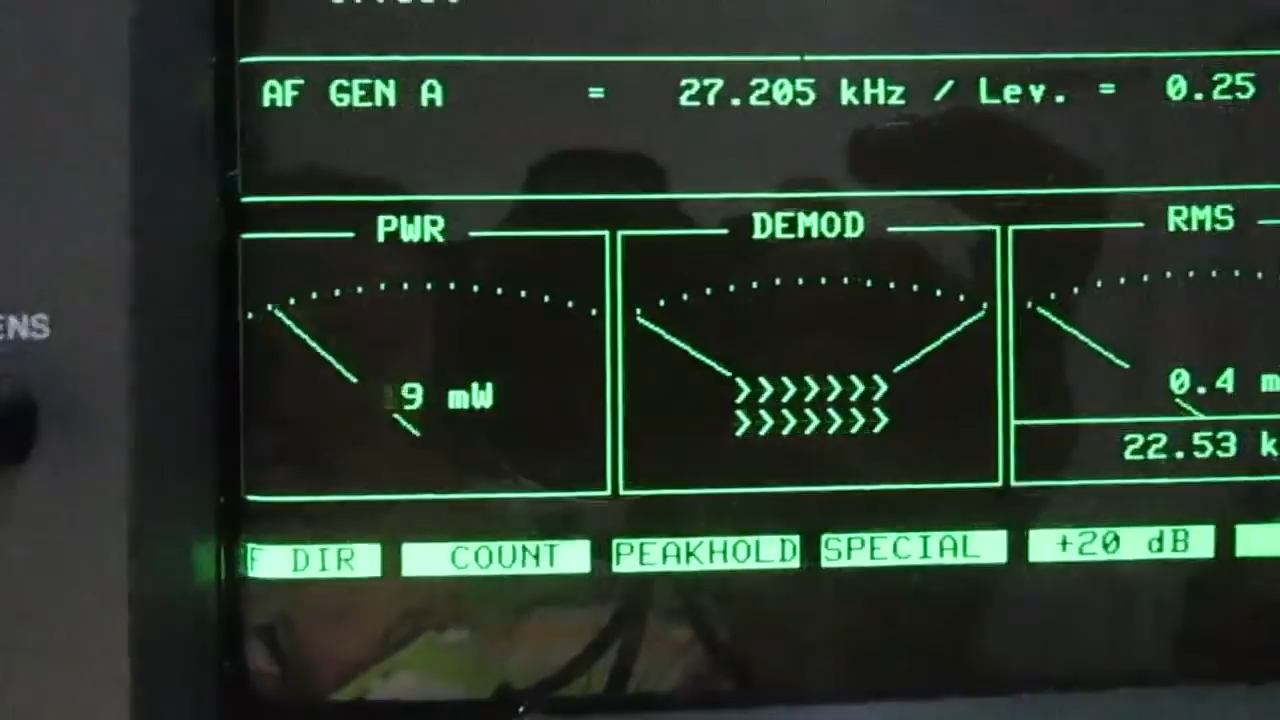 AF GEN A = 27.205 kHz / Lev. = 0.25
PWR DEMOD RMS
ENS
9 mW >>>>>>> 0.4 m
>>>>>>>
22.53 k
F DIR COUNT PEAKHOLD SPECIAL +20 dB